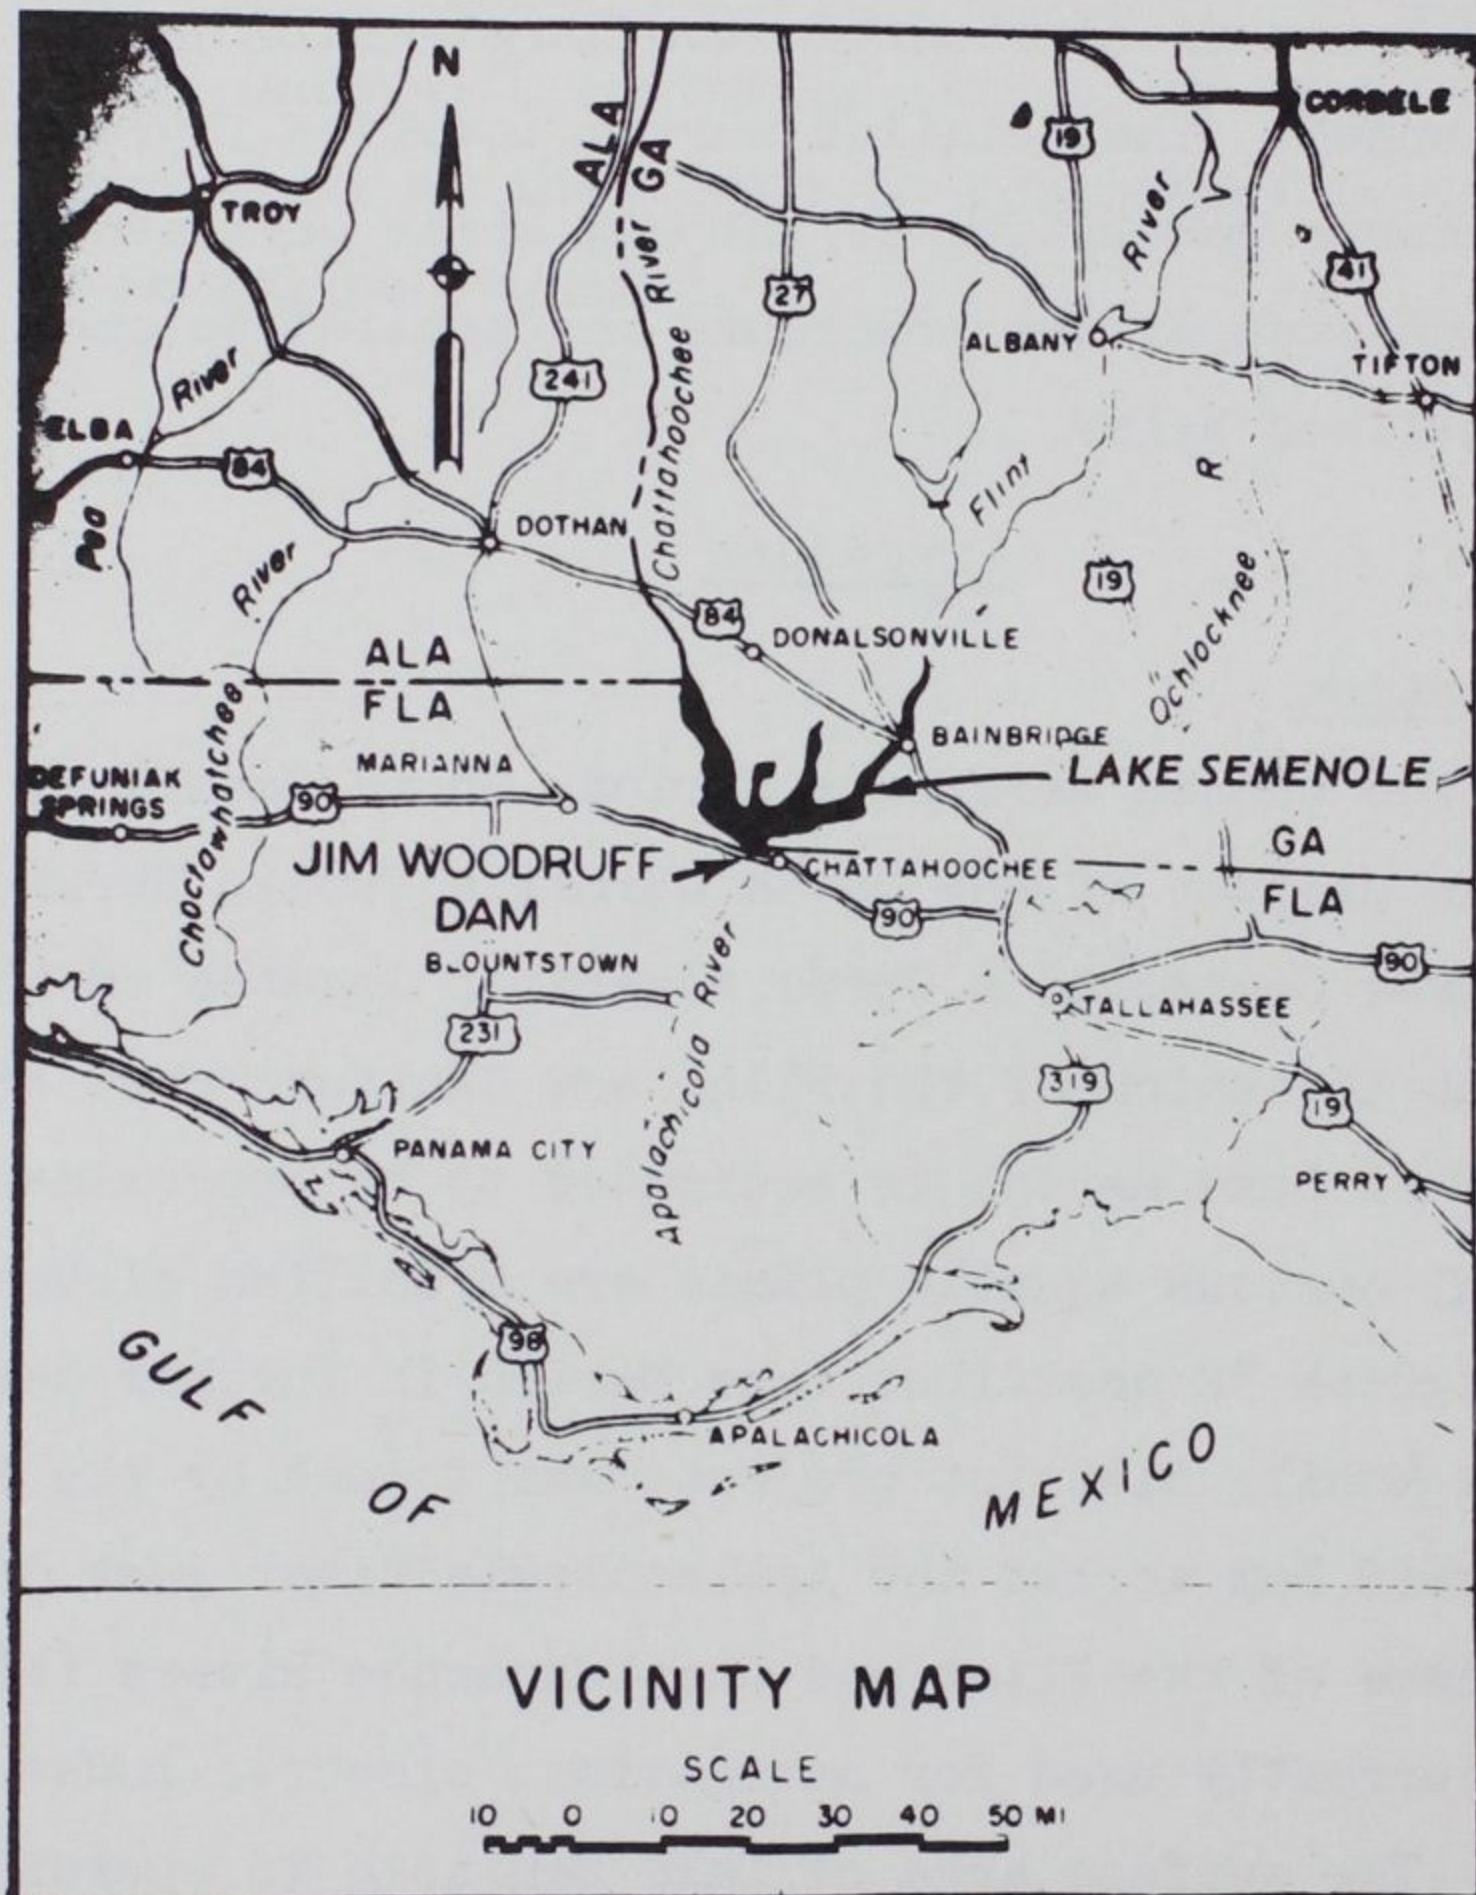 N
ALA
GA
19
CORDELE
TROY
River
River
41
27
ALBANY
TIFTON
241
River
Chattahoochee
ELBA
84
Flint
R
Pea
DOTHAN
River
19
Ochlocknee
84
DONALSONVILLE
ALA
FLA
Choctawhatchee
BAINBRIDGE
MARIANNA
LAKE SEMENOLE
DEFUNIAK
SPRINGS
90
GA
JIM WOODRUFF
DAM
CHATTAHOOCHEE
FLA
90
90
BLOUNTSTOWN
River
Apalachicola
TALLAHASSEE
231
319
19
PANAMA CITY
PERRY
98
GULF
APALACHICOLA
OF
MEXICO
VICINITY MAP
SCALE
10 0 10 20 30 40 50 MI